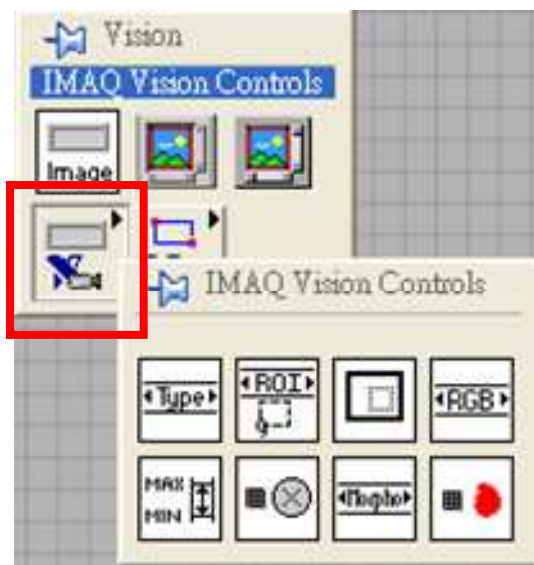 Vision
IMAQ Vision Controls
Image
IMAQ Vision Controls
Type
ROI
RGB
MAX
MIN
Morpho